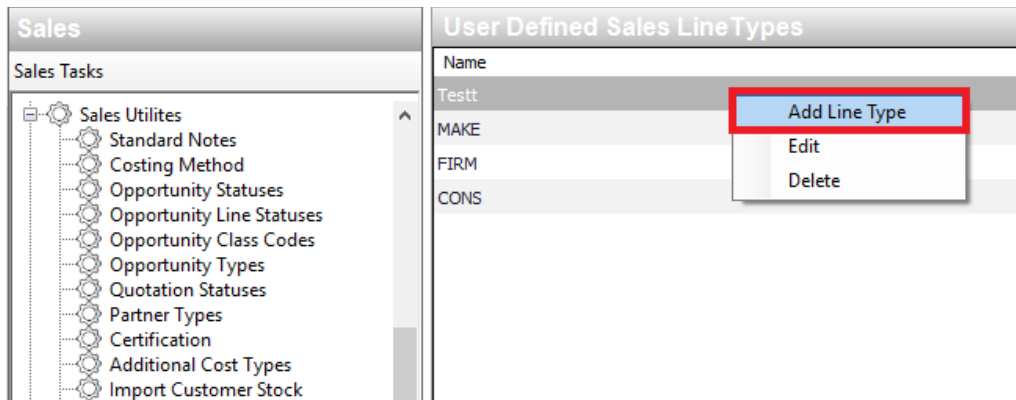 Sales
Sales Tasks
Sales Utilites
Standard Notes
Costing Method
Opportunity Statuses
Opportunity Line Statuses
Opportunity Class Codes
Opportunity Types
Quotation Statuses
Partner Types
Certification
Additional Cost Types
Import Customer Stock
User Defined Sales LineTypes
Name
Testt
MAKE
FIRM
CONS
Add Line Type
Edit
Delete